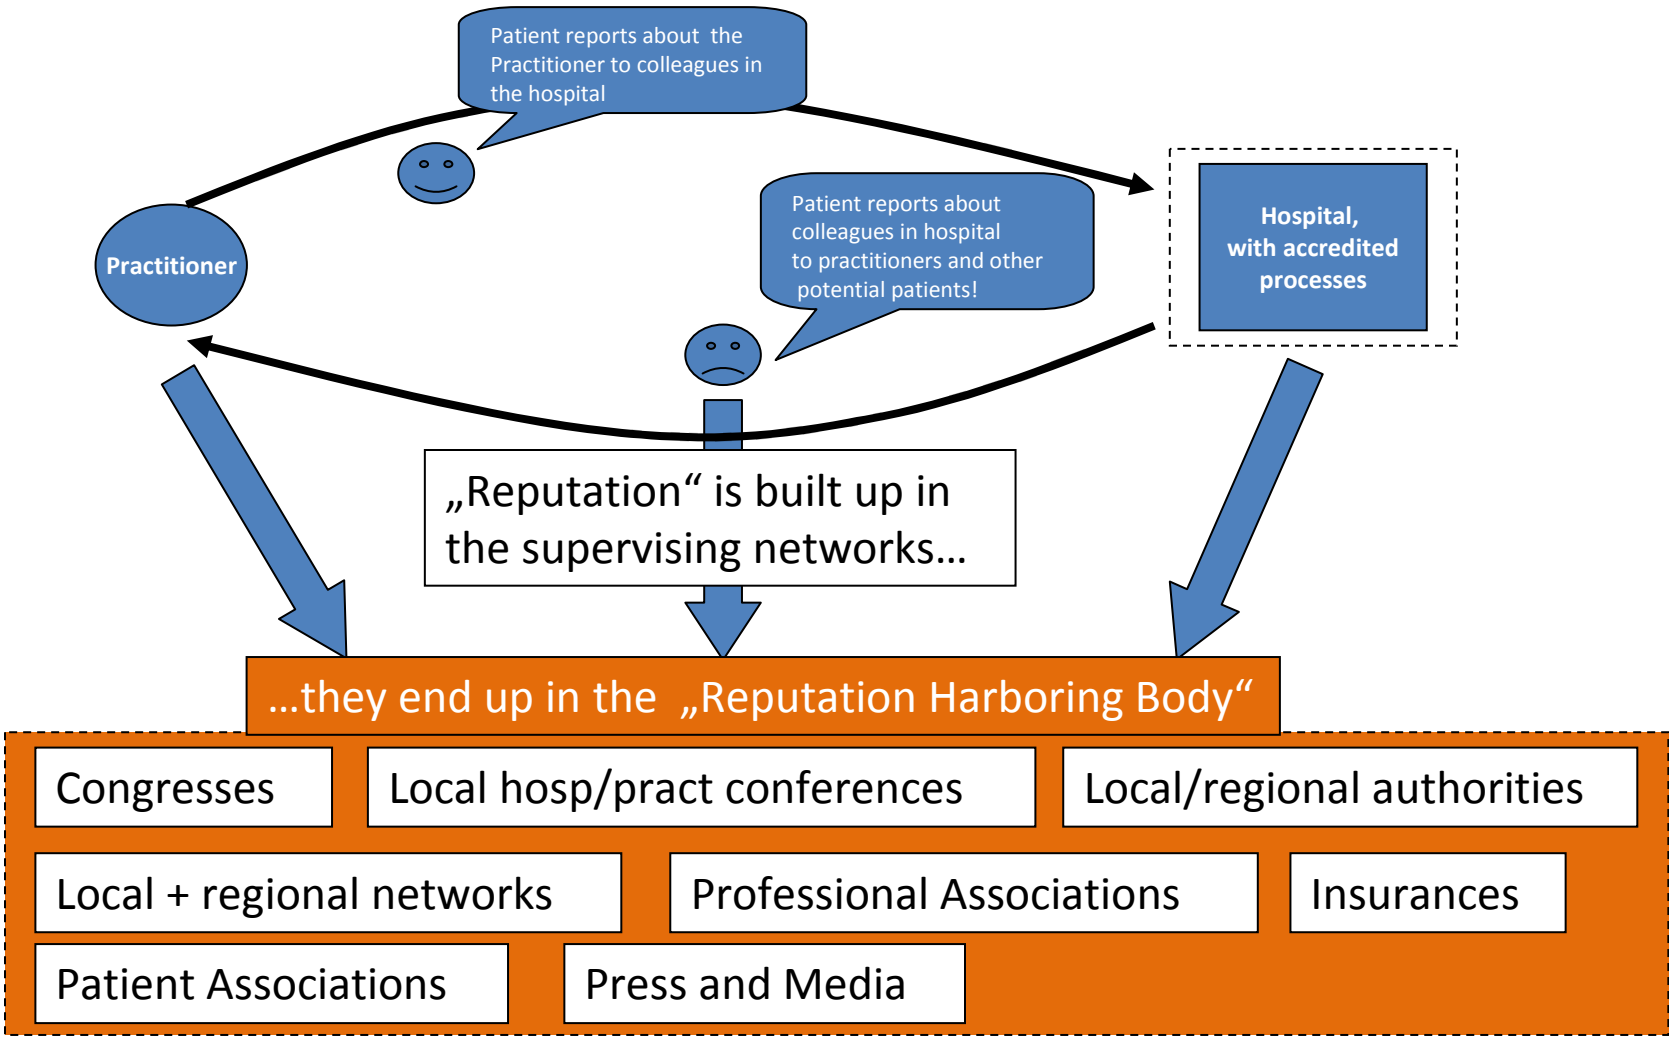 Patient reports about the
Practitioner to colleagues in
the hospital
Patient reports about
colleagues in hospital
to practitioners and other
potential patients!
Hospital,
with accredited
processes
Practitioner
„Reputation“ is built up in
the supervising networks…
…they end up in the „Reputation Harboring Body“
Congresses
Local hosp/pract conferences
Local/regional authorities
Local + regional networks
Professional Associations
Insurances
Patient Associations
Press and Media